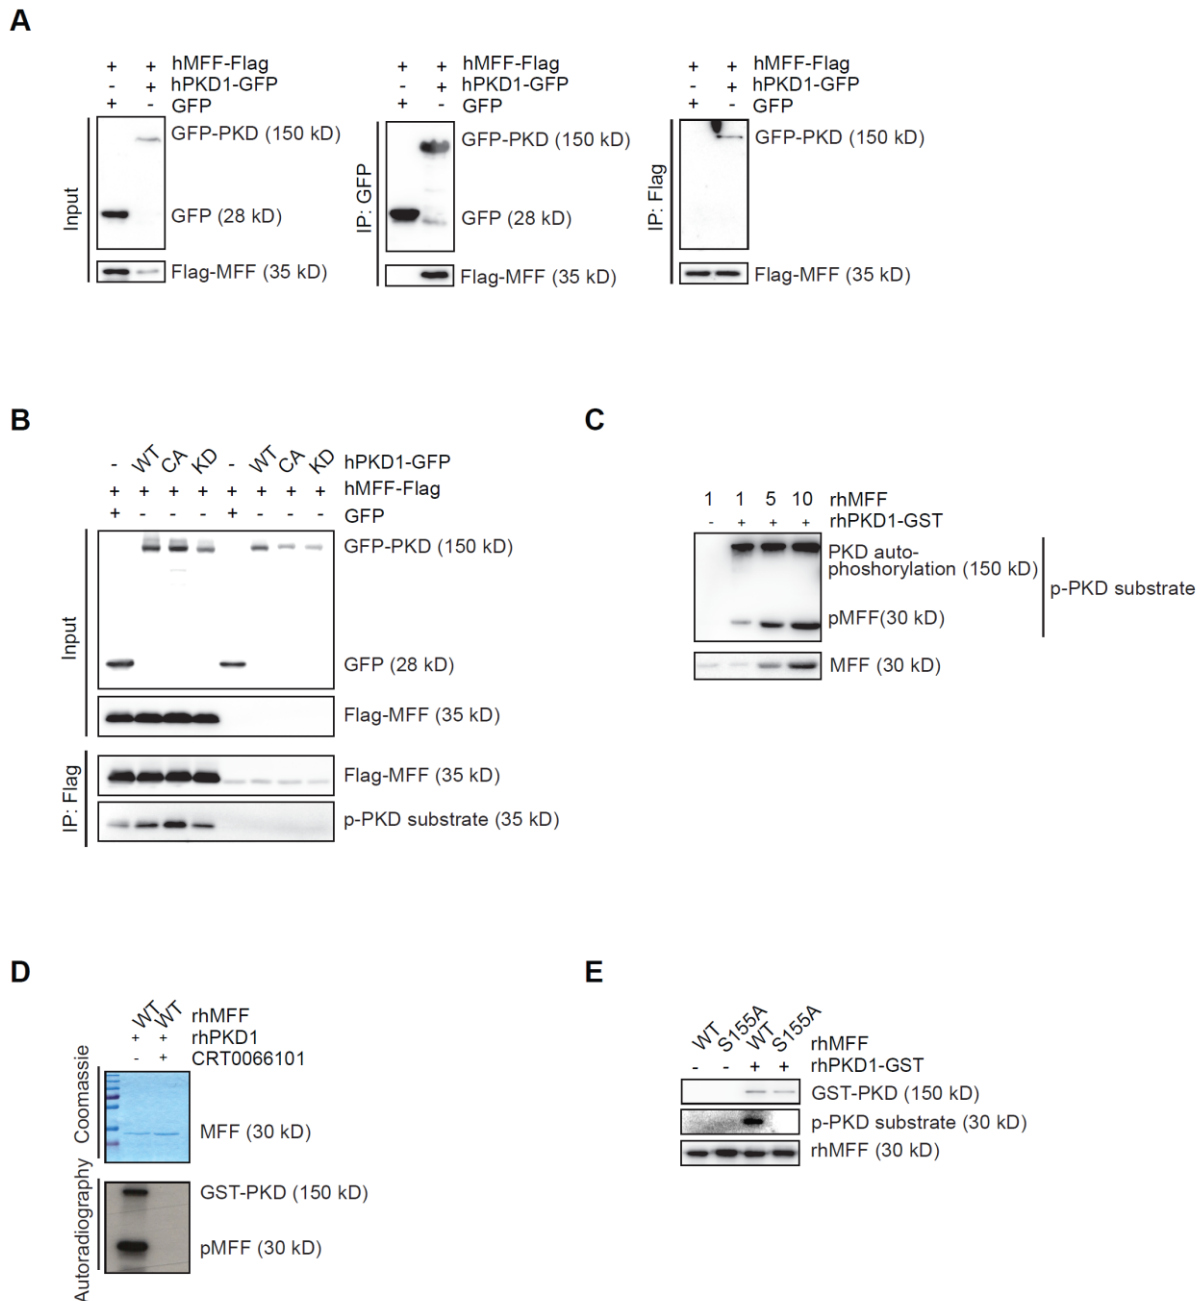 A
+ + hMFF-Flag
- + hPKD1-GFP
+ - GFP
Input
GFP-PKD (150 kD)
GFP (28 kD)
Flag-MFF (35 kD)
+ + hMFF-Flag
- + hPKD1-GFP
+ - GFP
IP: GFP
GFP-PKD (150 kD)
GFP (28 kD)
Flag-MFF (35 kD)
+ + hMFF-Flag
- + hPKD1-GFP
+ - GFP
IP: Flag
GFP-PKD (150 kD)
Flag-MFF (35 kD)
B
- WT CA KD - WT CA KD hPKD1-GFP
+ + + + + + + + hMFF-Flag
+ - - - + - - - GFP
Input
GFP-PKD (150 kD)
GFP (28 kD)
Flag-MFF (35 kD)
IP: Flag
Flag-MFF (35 kD)
p-PKD substrate (35 kD)
C
1 1 5 10 rhMFF
- + + + rhPKD1-GST
PKD auto-
phoshorylation (150 kD)
p-PKD substrate
pMFF(30 kD)
MFF (30 kD)
D
WT WT rhMFF
+ + rhPKD1
- + CRT0066101
Coomassie
MFF (30 kD)
Autoradiography
GST-PKD (150 kD)
pMFF (30 kD)
E
WT S155A WT S155A rhMFF
- - + + rhPKD1-GST
GST-PKD (150 kD)
p-PKD substrate (30 kD)
rhMFF (30 kD)